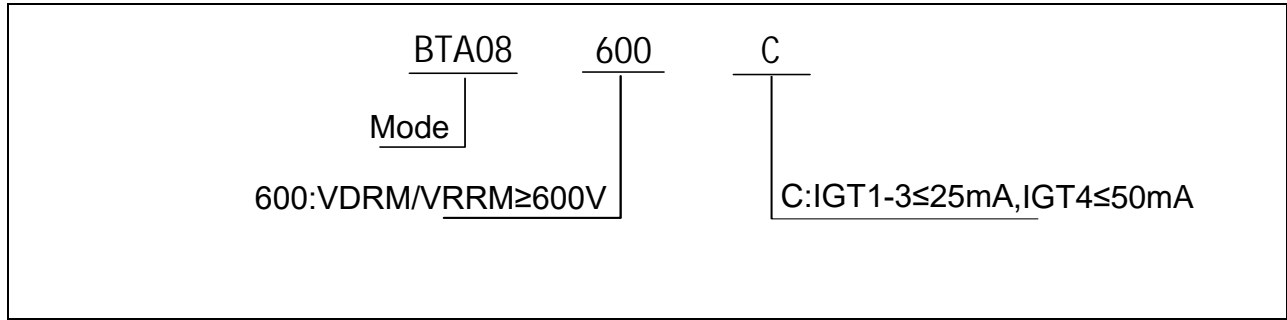 BTA08 600 C
Mode
600:VDRM/VRRM≥600V C:IGT1-3≤25mA,IGT4≤50mA